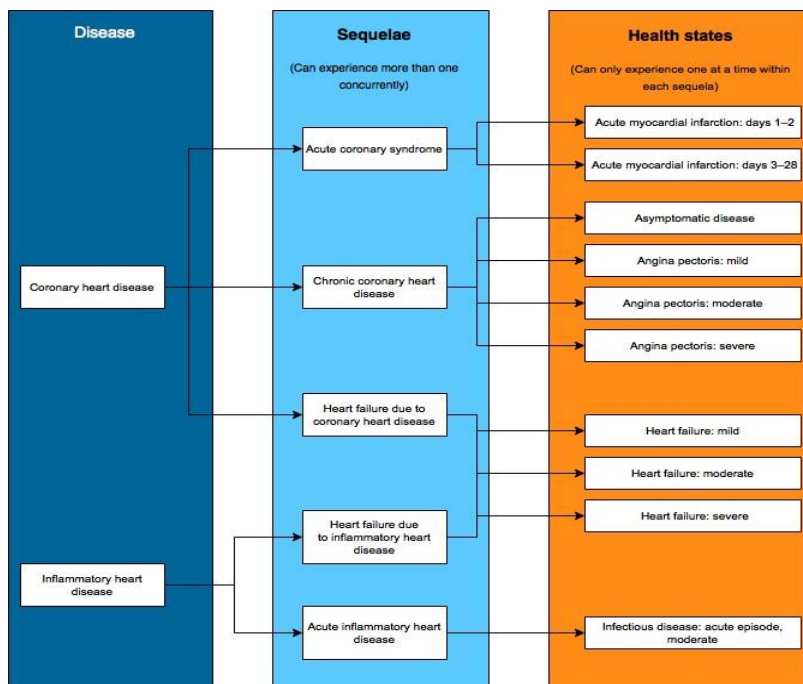 Disease
Sequelae
(Can experience more than one
concurrently)
Health states
(Can only experience one at a time within
each sequela)
Coronary heart disease
Inflammatory heart
disease
Acute coronary syndrome
Chronic coronary heart
disease
Heart failure due to
coronary heart disease
Heart failure due
to inflammatory heart
disease
Acute inflammatory heart
disease
Acute myocardial infarction: days 1–2
Acute myocardial infarction: days 3–28
Asymptomatic disease
Angina pectoris: mild
Angina pectoris: moderate
Angina pectoris: severe
Heart failure: mild
Heart failure: moderate
Heart failure: severe
Infectious disease: acute episode,
moderate